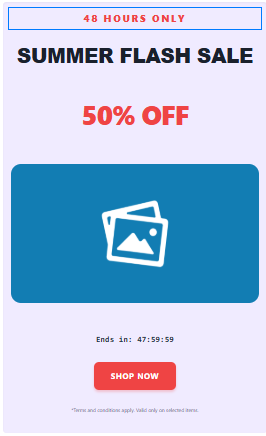 48 HOURS ONLY
SUMMER FLASH SALE
50% OFF
Ends in: 47:59:59
SHOP NOW
*Terms and conditions apply. Valid only on selected items.